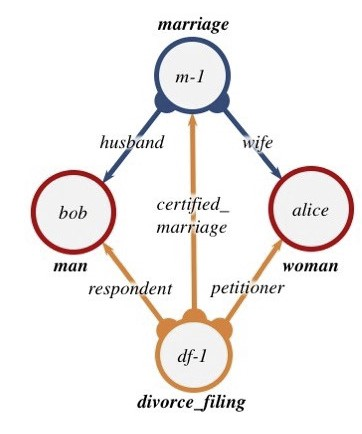 marriage
m-1
husband
wife
bob
certified_
marriage
alice
man
woman
respondent
petitioner
df-1
divorce_filing